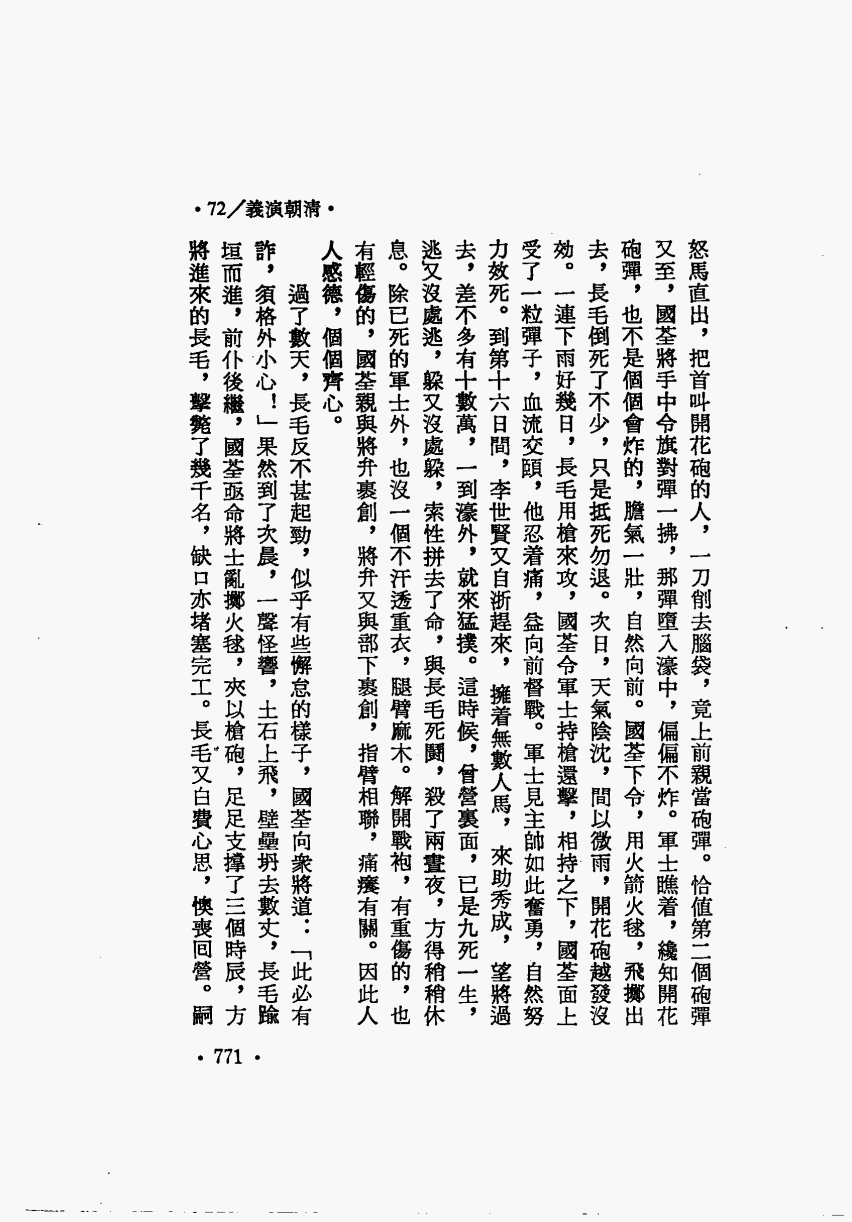 •72／義演朝清•
怒馬直出，把首叫開花砲的人，一刀削去腦袋，竟上前親當砲彈。恰值第二個砲彈
又至，國荃將手中令旗對彈一拂，那彈墮入濠中，偏偏不炸。軍士瞧着，纔知開花
砲彈，也不是個個會炸的，膽氣一壯，自然向前。國荃下令，用火箭火毬，飛擲出
去，長毛倒死了不少，只是抵死勿退。次日，天氣陰沈，間以微雨，開花砲越發沒
効。一連下雨好幾日，長毛用槍來攻，國荃令軍士持槍還擊，相持之下，國荃面上
受了一粒彈子，血流交頤，他忍着痛，益向前督戰。軍士見主帥如此奮勇，自然努
力效死。到第十六日間，李世賢又自浙趕來，擁着無數人馬，來助秀成，望將過
去，差不多有十數萬，一到濠外，就來猛撲。這時候，曾營裏面，已是九死一生，
逃又沒處逃，躲又沒處躲，索性拼去了命，與長毛死鬭，殺了兩晝夜，方得稍稍休
息。除已死的軍士外，也沒一個不汗透重衣，腿臂麻木。解開戰袍，有重傷的，也
有輕傷的，國荃親與將弁裹創，將弁又與部下裹創，指臂相聯，痛癢有關。因此人
人感德，個個齊心。
過了數天，長毛反不甚起勁，似乎有些懈怠的樣子，國荃向衆將道：「此必有
詐，須格外小心！」果然到了次晨，一聲怪響，土石上飛，壁壘坍去數丈，長毛踰
垣而進，前仆後繼，國荃亟命將士亂擲火毬，夾以槍砲，足足支撐了三個時辰，方
將進來的長毛，擊斃了幾千名，缺口亦堵塞完工。長毛又白費心思，懊喪回營。嗣
•771•